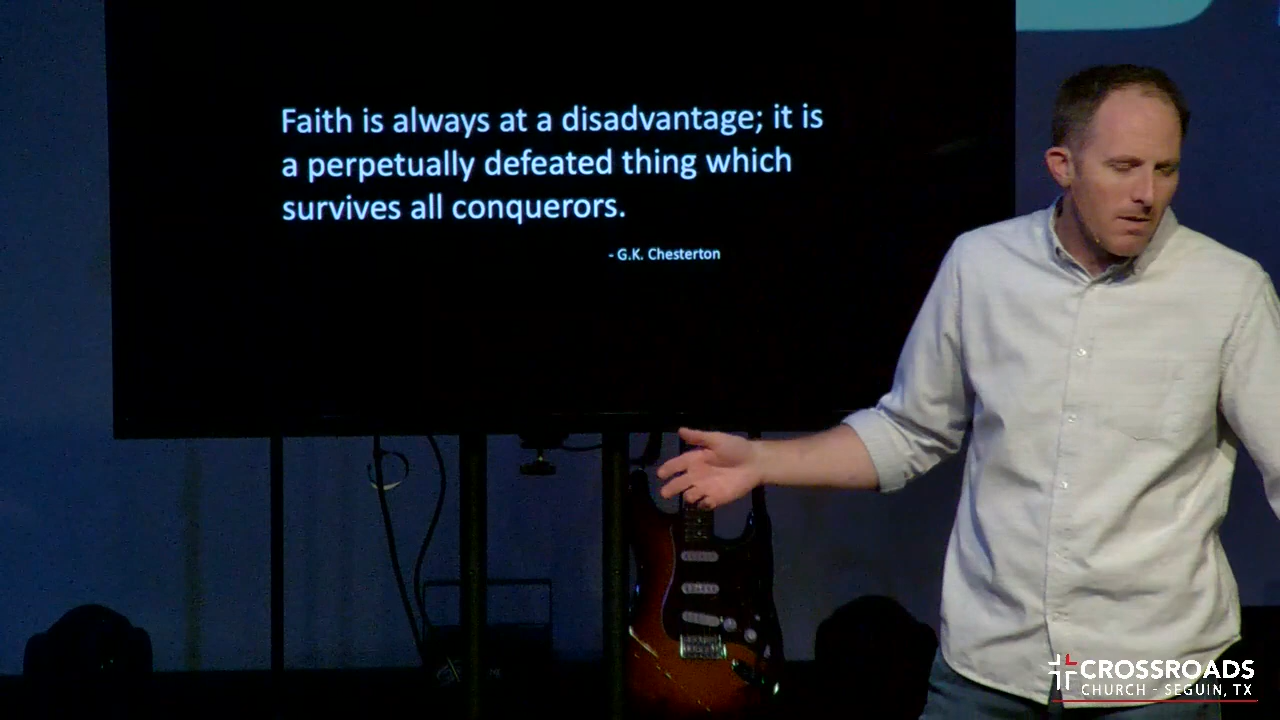 Faith is always at a disadvantage; it is
a perpetually defeated thing which
survives all conquerors.
- G.K. Chesterton
CROSSROADS
CHURCH - SEGUIN, TX